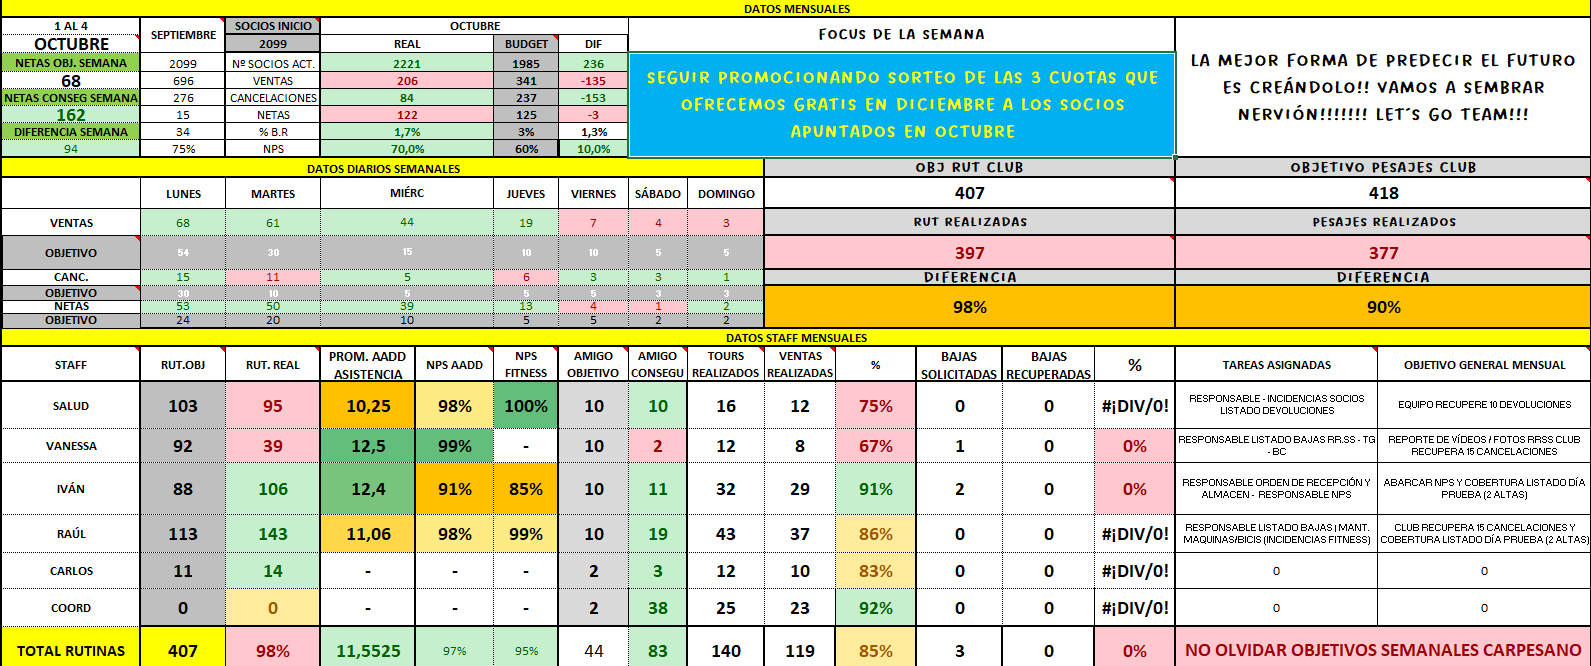 DATOS MENSUALES
1 AL 4 SEPTIEMBRE SOCIOS INICIO OCTUBRE FOCUS DE LA SEMANA
OCTUBRE 2099 REAL BUDGET DIF
NETAS OBJ. SEMANA 2099 Nº SOCIOS ACT. 2221 1985 236
68 696 VENTAS 206 341 -135
NETAS CONSEG SEMANA 276 CANCELACIONES 84 237 -153
162 15 NETAS 122 125 -3
DIFERENCIA SEMANA 34 % B.R 1,7% 3% 1,3%
94 75% NPS 70,0% 60% 10,0%
SEGUIR PROMOCIONANDO SORTEO DE LAS 3 CUOTAS QUE
OFRECEMOS GRATIS EN DICIEMBRE A LOS SOCIOS
APUNTADOS EN OCTUBRE
LA MEJOR FORMA DE PREDECIR EL FUTURO
ES CREÁNDOLO!! VAMOS A SEMBRAR
NERVIÓN!!!!!!! LET´S GO TEAM!!!
DATOS DIARIOS SEMANALES
LUNES MARTES MIÉRC JUEVES VIERNES SÁBADO DOMINGO
VENTAS 68 61 44 19 7 4 3
OBJETIVO 54 30 15 10 10 5 5
CANC. 15 11 5 6 3 3 1
OBJETIVO 30 10 5 5 5 3 3
NETAS 53 50 39 13 4 1 2
OBJETIVO 24 20 10 5 5 2 2
OBJ RUT CLUB OBJETIVO PESAJES CLUB
407 418
RUT REALIZADAS PESAJES REALIZADOS
397 377
DIFERENCIA DIFERENCIA
98% 90%
DATOS STAFF MENSUALES
STAFF RUT.OBJ RUT. REAL PROM. AADD ASISTENCIA NPS AADD NPS FITNESS AMIGO OBJETIVO AMIGO CONSEGU TOURS REALIZADOS VENTAS REALIZADAS % BAJAS SOLICITADAS BAJAS RECUPERADAS % TAREAS ASIGNADAS OBJETIVO GENERAL MENSUAL
SALUD 103 95 10,25 98% 100% 10 10 16 12 75% 0 0 #¡DIV/0! RESPONSABLE - INCIDENCIAS SOCIOS LISTADO DEVOLUCIONES EQUIPO RECUPERE 10 DEVOLUCIONES
VANESSA 92 39 12,5 99% - 10 2 12 8 67% 1 0 0% RESPONSABLE LISTADO BAJAS RR.SS - TG - BC REPORTE DE VÍDEOS / FOTOS RRSS CLUB RECUPERA 15 CANCELACIONES
IVÁN 88 106 12,4 91% 85% 10 11 32 29 91% 2 0 0% RESPONSABLE ORDEN DE RECEPCIÓN Y ALMACEN - RESPONSABLE NPS ABARCAR NPS Y COBERTURA LISTADO DÍA PRUEBA (2 ALTAS)
RAÚL 113 143 11,06 98% 99% 10 19 43 37 86% 0 0 #¡DIV/0! RESPONSABLE LISTADO BAJAS | MANT. MAQUINAS/BICIS (INCIDENCIAS FITNESS) CLUB RECUPERA 15 CANCELACIONES Y COBERTURA LISTADO DÍA PRUEBA (2 ALTAS)
CARLOS 11 14 - - - 2 3 12 10 83% 0 0 #¡DIV/0! 0 0
COORD 0 0 - - - 2 38 25 23 92% 0 0 #¡DIV/0! 0 0
TOTAL RUTINAS 407 98% 11,5525 97% 95% 44 83 140 119 85% 3 0 0% NO OLVIDAR OBJETIVOS SEMANALES CARPESANO